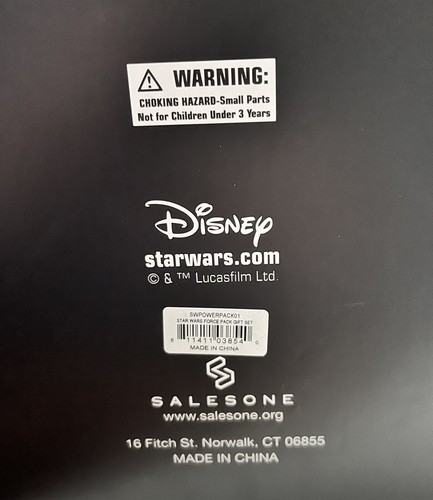 WARNING:
CHOKING HAZARD-Small Parts
Not for Children Under 3 Years
Disney
starwars.com
© & ™ Lucasfilm Ltd.
SWPOWERPACK01
STAR WARS FORCE PACK GIFT SET
8 11411 03854 0
MADE IN CHINA
SALESONE
www.salesone.org
16 Fitch St. Norwalk, CT 06855
MADE IN CHINA